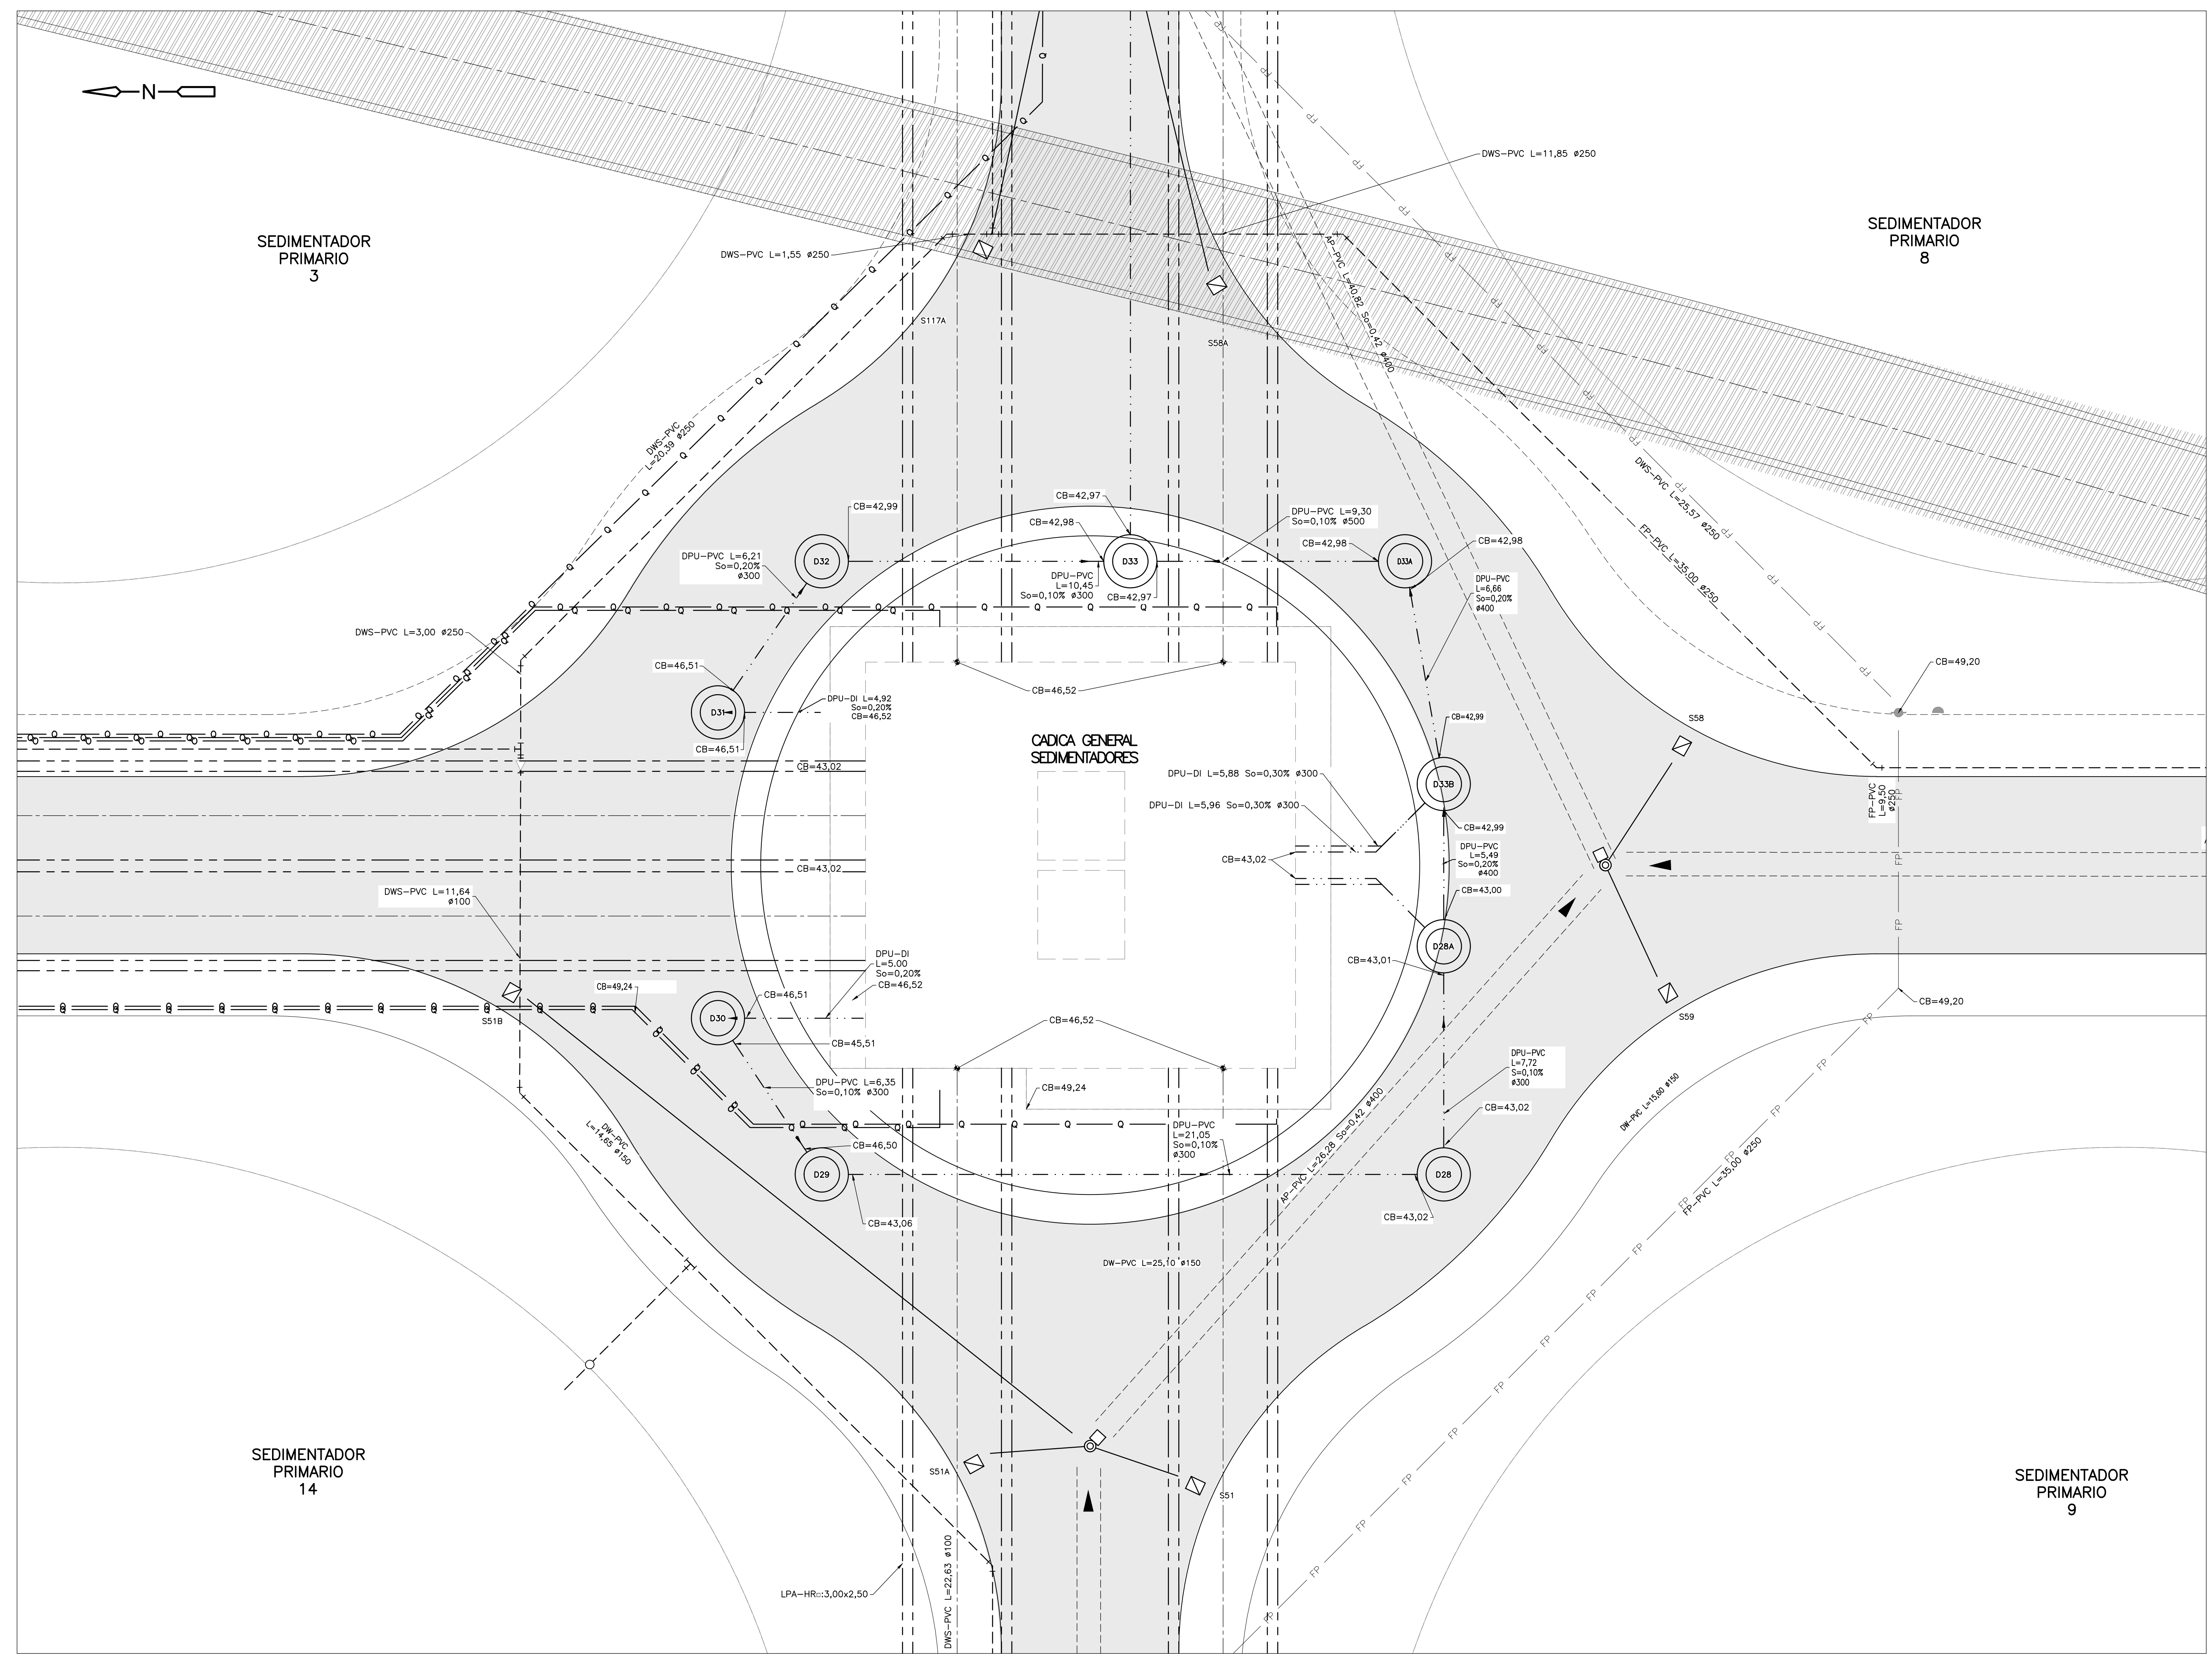 N
SEDIMENTADOR
PRIMARIO
3
SEDIMENTADOR
PRIMARIO
8
DWS-PVC L=11,85 ø250
DWS-PVC L=1,55 ø250
AP-PVC L=40,82 So=0,42 ø400
S117A
S58A
DWS-PVC
L=20,39 ø250
DWS-PVC L=25,57 ø250
FP-PVC L=35,00 ø250
CB=42,99
CB=42,97
CB=42,98
DPU-PVC L=9,30
So=0,10% ø500
CB=42,98
CB=42,98
D32
D33
D33A
DPU-PVC L=6,21
So=0,20%
ø300
DPU-PVC
L=10,45
So=0,10% ø300
CB=42,97
DPU-PVC
L=6,66
So=0,20%
ø400
DWS-PVC L=3,00 ø250
CB=46,51
CB=46,52
CB=49,20
D31
DPU-DI L=4,92
So=0,20%
CB=46,52
CB=46,51
CB=42,99
S58
CADICA GENERAL
SEDIMENTADORES
CB=43,02
DPU-DI L=5,88 So=0,30% ø300
DPU-DI L=5,96 So=0,30% ø300
D33B
FP-PVC
L=9,50
ø250
CB=42,99
CB=43,02
CB=43,02
DPU-PVC
L=5,49
So=0,20%
ø400
CB=43,00
DWS-PVC L=11,64
ø100
D28A
CB=43,01
DPU-DI
L=5.00
So=0,20%
CB=46,52
CB=49,24
CB=46,51
S51B
D30
CB=46,52
S59
CB=49,20
CB=45,51
DPU-PVC
L=7,72
S=0,10%
ø300
DPU-PVC L=6,35
So=0,10% ø300
CB=49,24
CB=43,02
DW-PVC L=15,60 ø150
DW-PVC
L=14,65 ø150
DPU-PVC
L=21,05
So=0,10%
ø300
CB=46,50
D29
D28
CB=43,06
CB=43,02
AP-PVC L=26,28 So=0,42 ø400
FP-PVC L=35,00 ø250
DW-PVC L=25,10 ø150
SEDIMENTADOR
PRIMARIO
14
S51A
S51
SEDIMENTADOR
PRIMARIO
9
LPA-HR□:3,00x2,50
DWS-PVC L=22,63 ø100
FP
Q